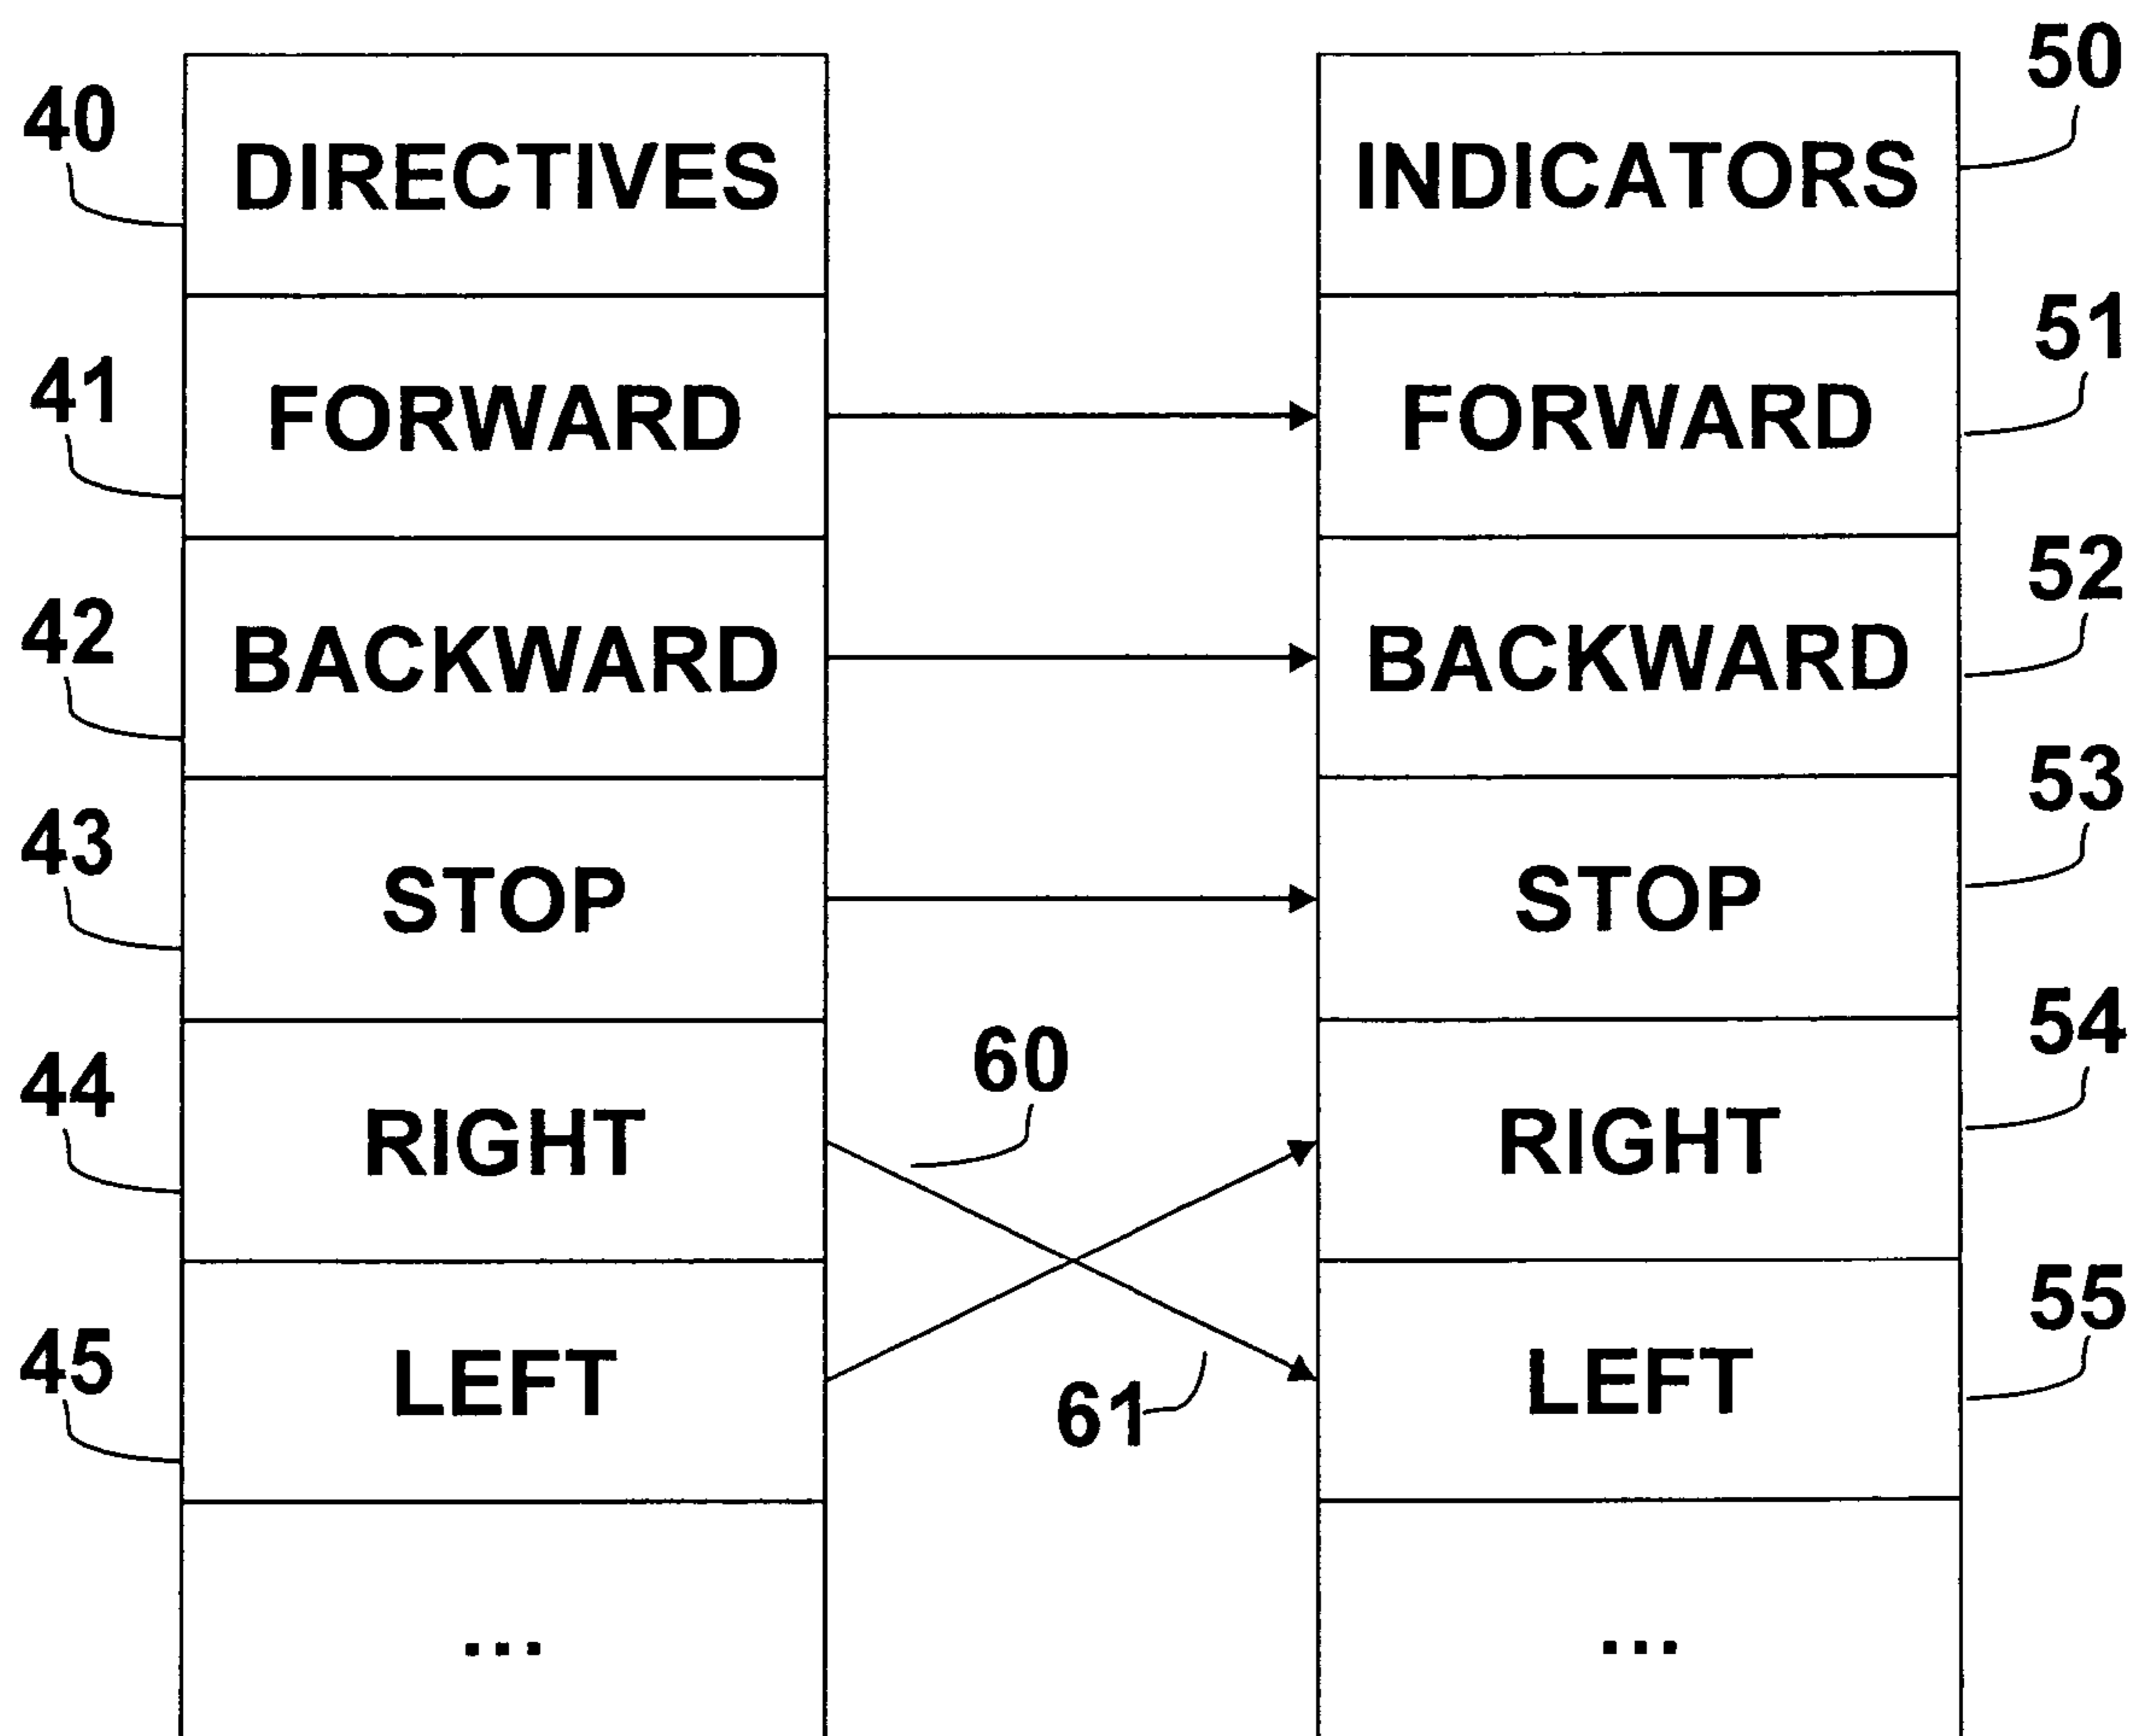 50
40
DIRECTIVES
INDICATORS
51
41
FORWARD
FORWARD
52
42
BACKWARD
BACKWARD
53
43
STOP
STOP
54
60
44
RIGHT
RIGHT
55
45
LEFT
LEFT
61
...
...